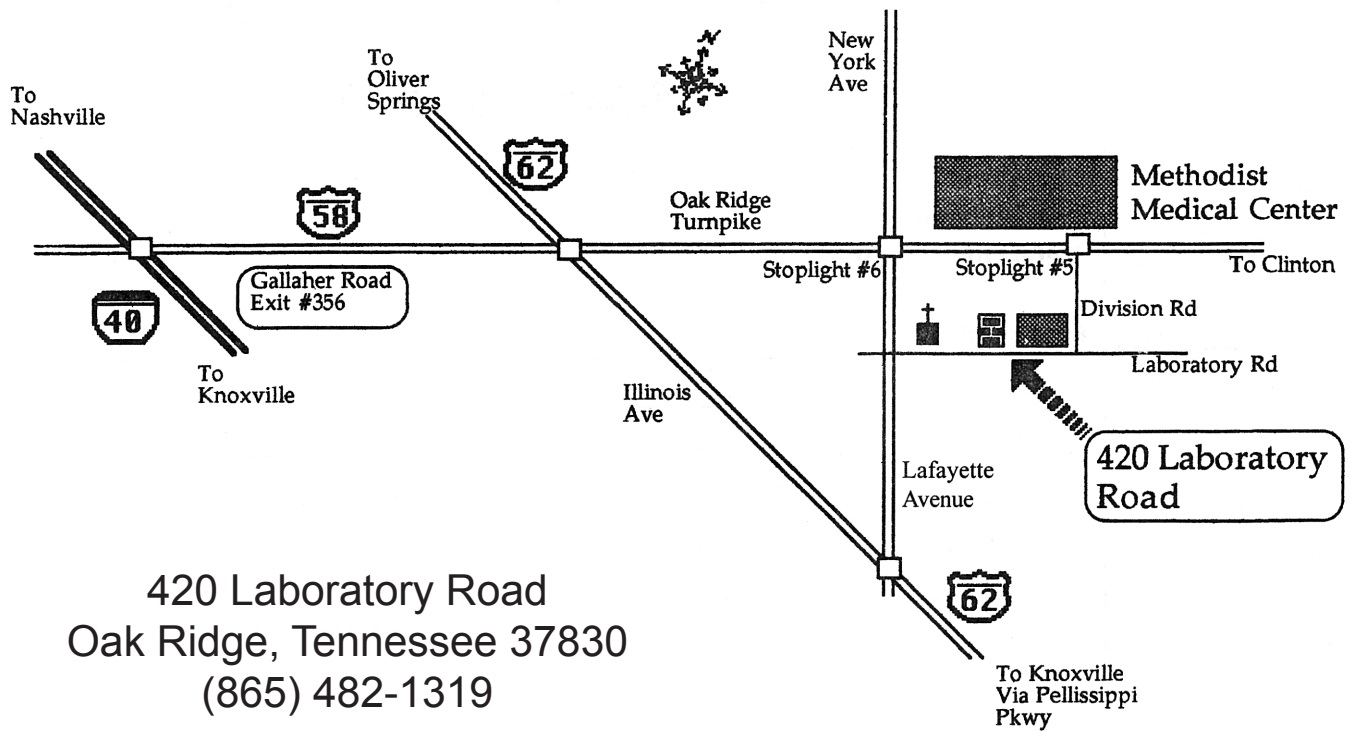 N
New
York
Ave
To
Oliver
Springs
To
Nashville
62
Methodist
Medical Center
58
Oak Ridge
Turnpike
Stoplight #6
Stoplight #5
To Clinton
Gallaher Road
Exit #356
40
Division Rd
Laboratory Rd
To
Knoxville
Illinois
Ave
420 Laboratory
Road
Lafayette
Avenue
62
420 Laboratory Road
Oak Ridge, Tennessee 37830
(865) 482-1319
To Knoxville
Via Pellissippi
Pkwy